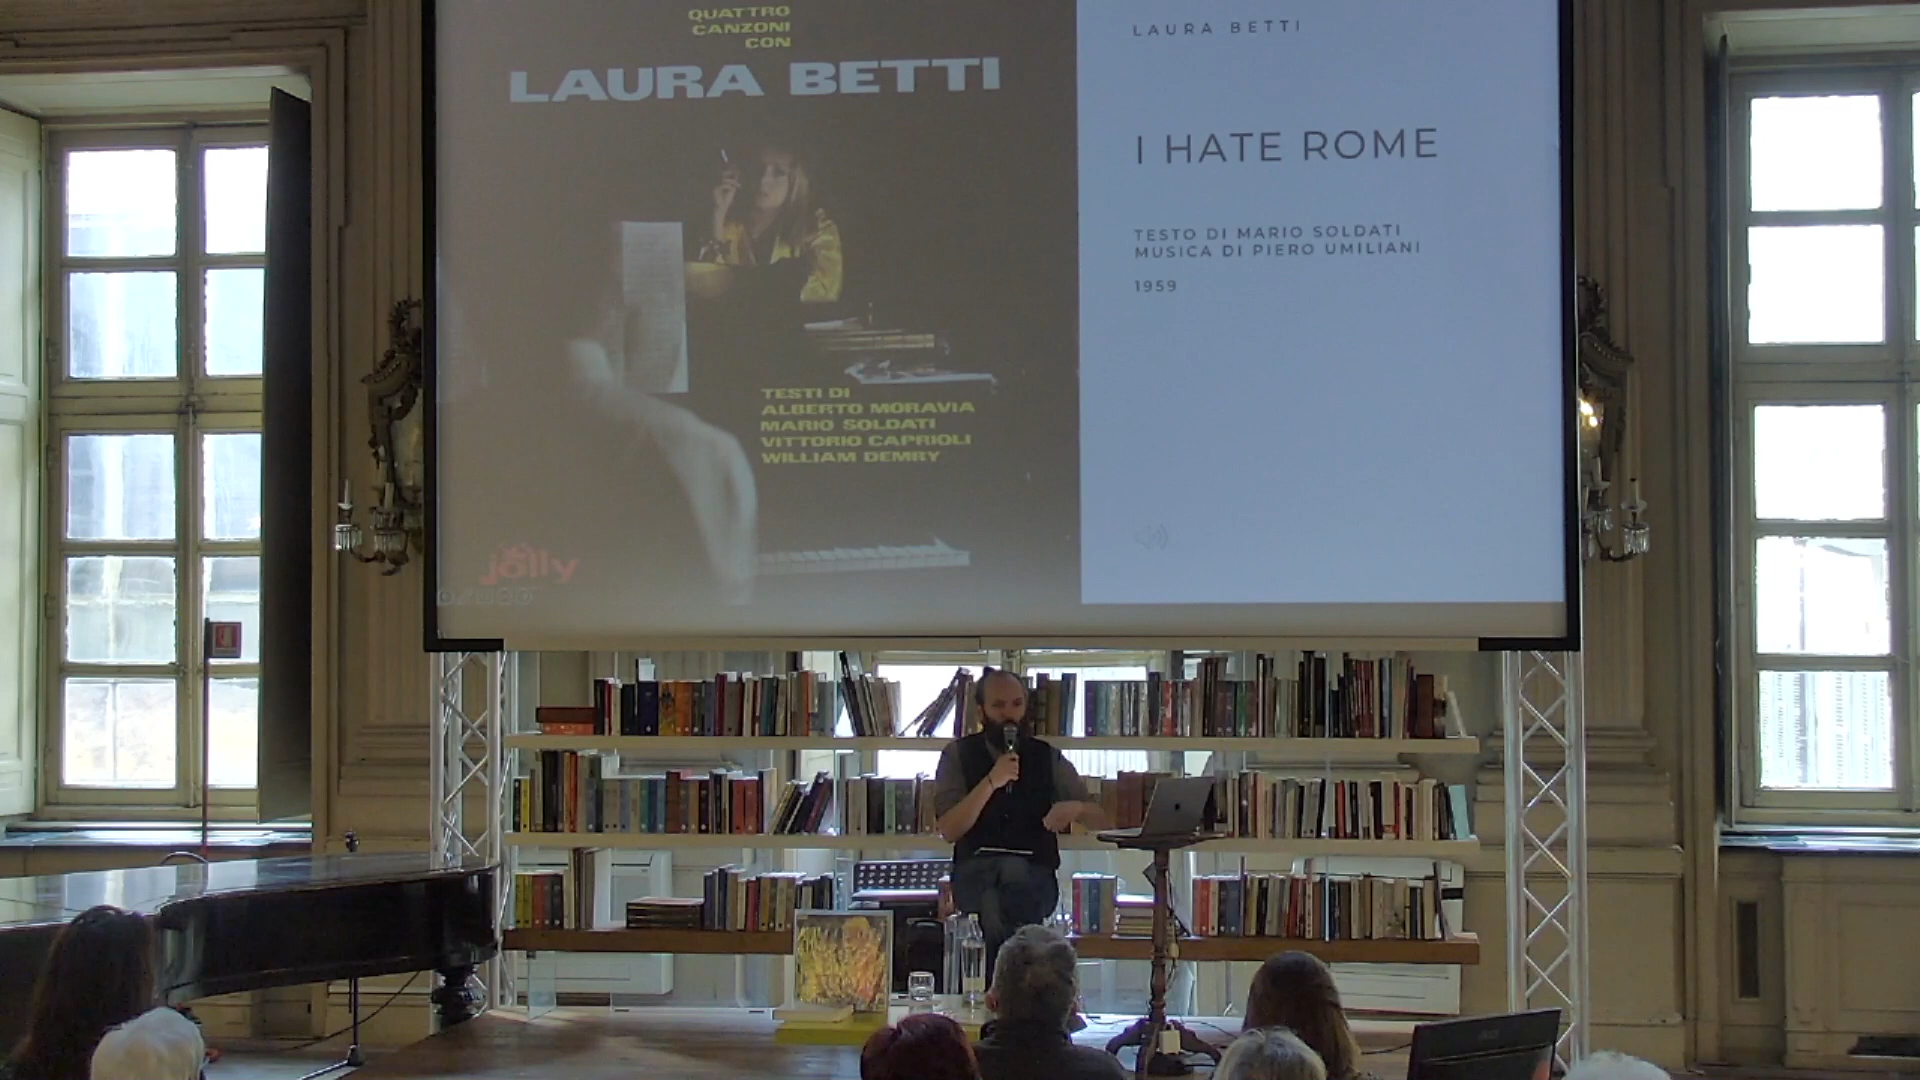 QUATTRO
CANZONI
CON
LAURA BETTI
TESTI DI
ALBERTO MORAVIA
MARIO SOLDATI
VITTORIO CAPRIOLI
WILLIAM DEMBY
jolly
LAURA BETTI
I HATE ROME
TESTO DI MARIO SOLDATI
MUSICA DI PIERO UMILIANI
1959